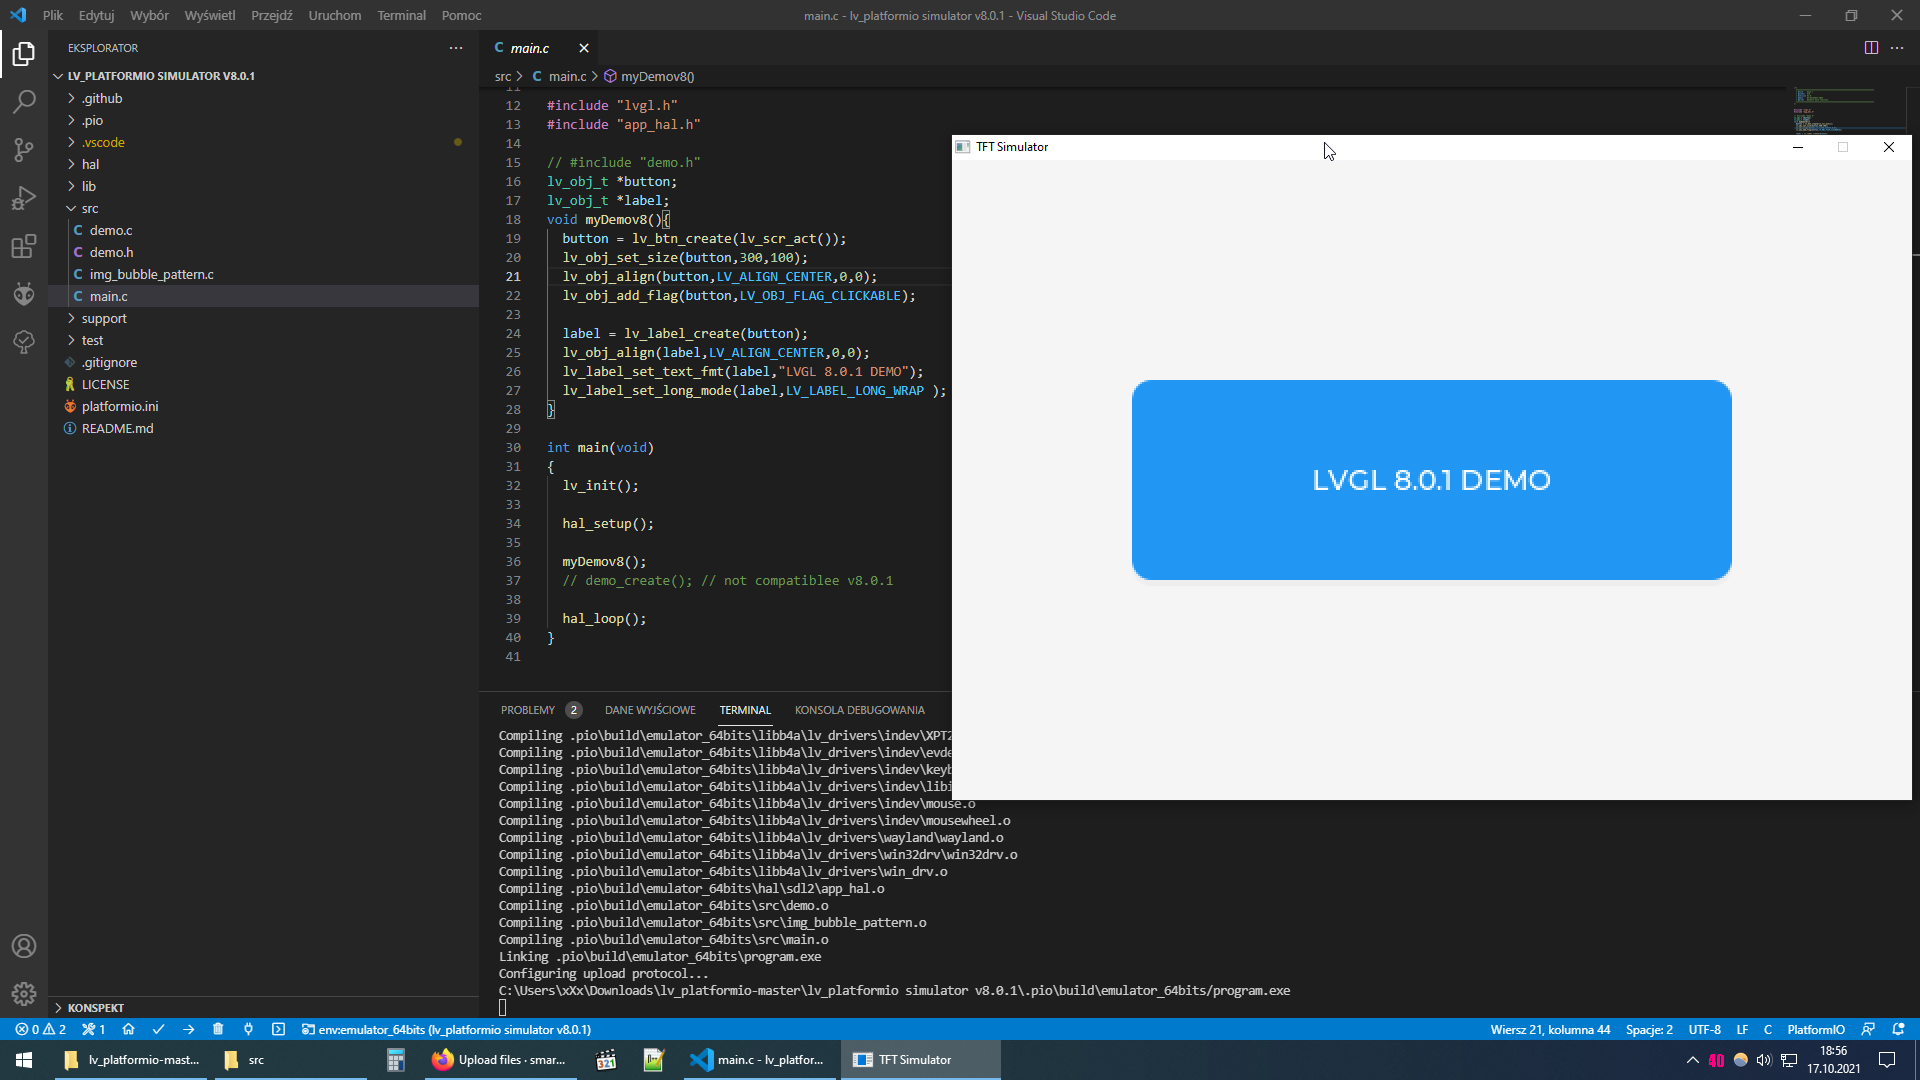 Plik Edytuj Wybór Wyświetl Przejdź Uruchom Terminal Pomoc
main.c - lv_platformio simulator v8.0.1 - Visual Studio Code
EKSPLORATOR
LV_PLATFORMIO SIMULATOR V8.0.1
.github
.pio
.vscode
hal
lib
src
demo.c
demo.h
img_bubble_pattern.c
main.c
support
test
.gitignore
LICENSE
platformio.ini
README.md
KONSPEKT
C main.c
src > C main.c > myDemov8()
11
12 #include "lvgl.h"
13 #include "app_hal.h"
14
15 // #include "demo.h"
16 lv_obj_t *button;
17 lv_obj_t *label;
18 void myDemov8(){
19 button = lv_btn_create(lv_scr_act());
20 lv_obj_set_size(button,300,100);
21 lv_obj_align(button,LV_ALIGN_CENTER,0,0);
22 lv_obj_add_flag(button,LV_OBJ_FLAG_CLICKABLE);
23
24 label = lv_label_create(button);
25 lv_obj_align(label,LV_ALIGN_CENTER,0,0);
26 lv_label_set_text_fmt(label,"LVGL 8.0.1 DEMO");
27 lv_label_set_long_mode(label,LV_LABEL_LONG_WRAP );
28 }
29
30 int main(void)
31 {
32 lv_init();
33
34 hal_setup();
35
36 myDemov8();
37 // demo_create(); // not compatiblee v8.0.1
38
39 hal_loop();
40 }
41
TFT Simulator
LVGL 8.0.1 DEMO
PROBLEMY 2 DANE WYJŚCIOWE TERMINAL KONSOLA DEBUGOWANIA
Compiling .pio\build\emulator_64bits\libb4a\lv_drivers\indev\XPT2
Compiling .pio\build\emulator_64bits\libb4a\lv_drivers\indev\evde
Compiling .pio\build\emulator_64bits\libb4a\lv_drivers\indev\keyb
Compiling .pio\build\emulator_64bits\libb4a\lv_drivers\indev\libi
Compiling .pio\build\emulator_64bits\libb4a\lv_drivers\indev\mouse.o
Compiling .pio\build\emulator_64bits\libb4a\lv_drivers\indev\mousewheel.o
Compiling .pio\build\emulator_64bits\libb4a\lv_drivers\wayland\wayland.o
Compiling .pio\build\emulator_64bits\libb4a\lv_drivers\win32drv\win32drv.o
Compiling .pio\build\emulator_64bits\libb4a\lv_drivers\win_drv.o
Compiling .pio\build\emulator_64bits\hal\sdl2\app_hal.o
Compiling .pio\build\emulator_64bits\src\demo.o
Compiling .pio\build\emulator_64bits\src\img_bubble_pattern.o
Compiling .pio\build\emulator_64bits\src\main.o
Linking .pio\build\emulator_64bits\program.exe
Configuring upload protocol...
C:\Users\xXx\Downloads\lv_platformio-master\lv_platformio simulator v8.0.1\.pio\build\emulator_64bits/program.exe
0 2 1 env:emulator_64bits (lv_platformio simulator v8.0.1)
Wiersz 21, kolumna 44 Spacje: 2 UTF-8 LF C PlatformIO
lv_platformio-mast... src Upload files · smar... main.c - lv_platfor... TFT Simulator
40
18:56
17.10.2021